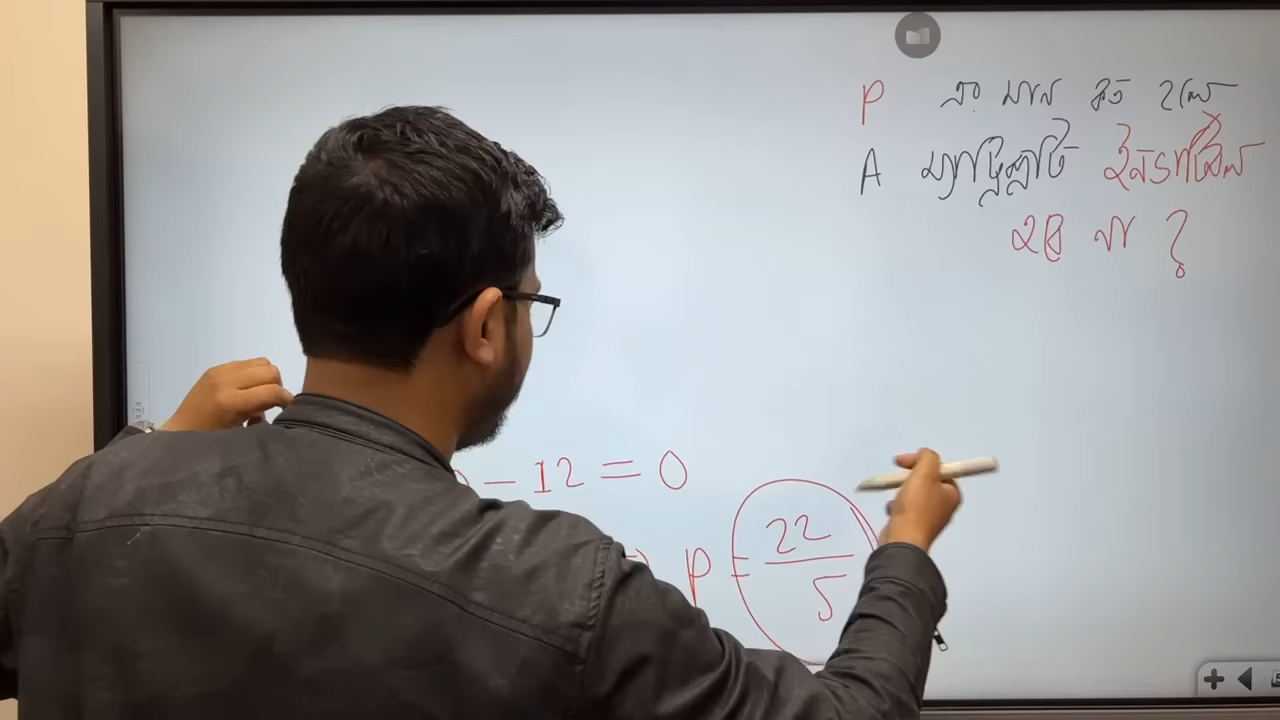 P এর মান কত হলে
A ম্যাট্রিক্সটি ইনভার্টিবল
হবে না ?
- 12 = 0
P = 22/5